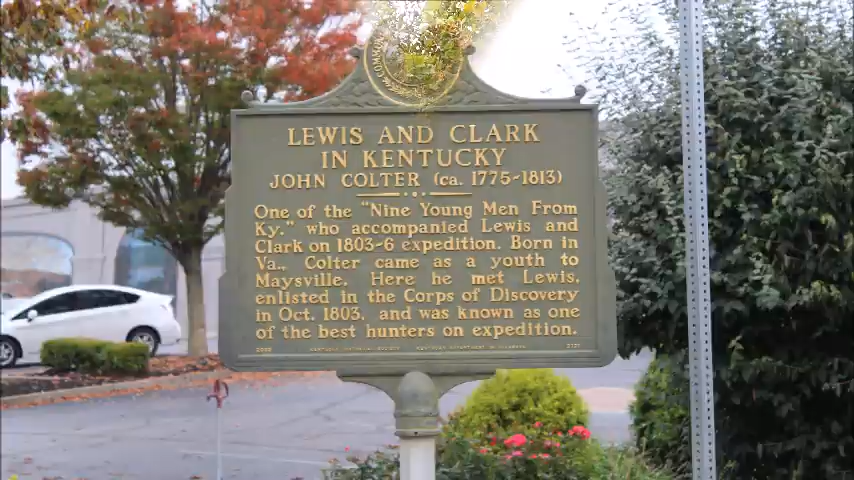 LEWIS AND CLARK
IN KENTUCKY
JOHN COLTER (ca. 1775-1813)
One of the "Nine Young Men From
Ky." who accompanied Lewis and
Clark on 1803-6 expedition. Born in
Va., Colter came as a youth to
Maysville. Here he met Lewis,
enlisted in the Corps of Discovery
in Oct. 1803, and was known as one
of the best hunters on expedition.